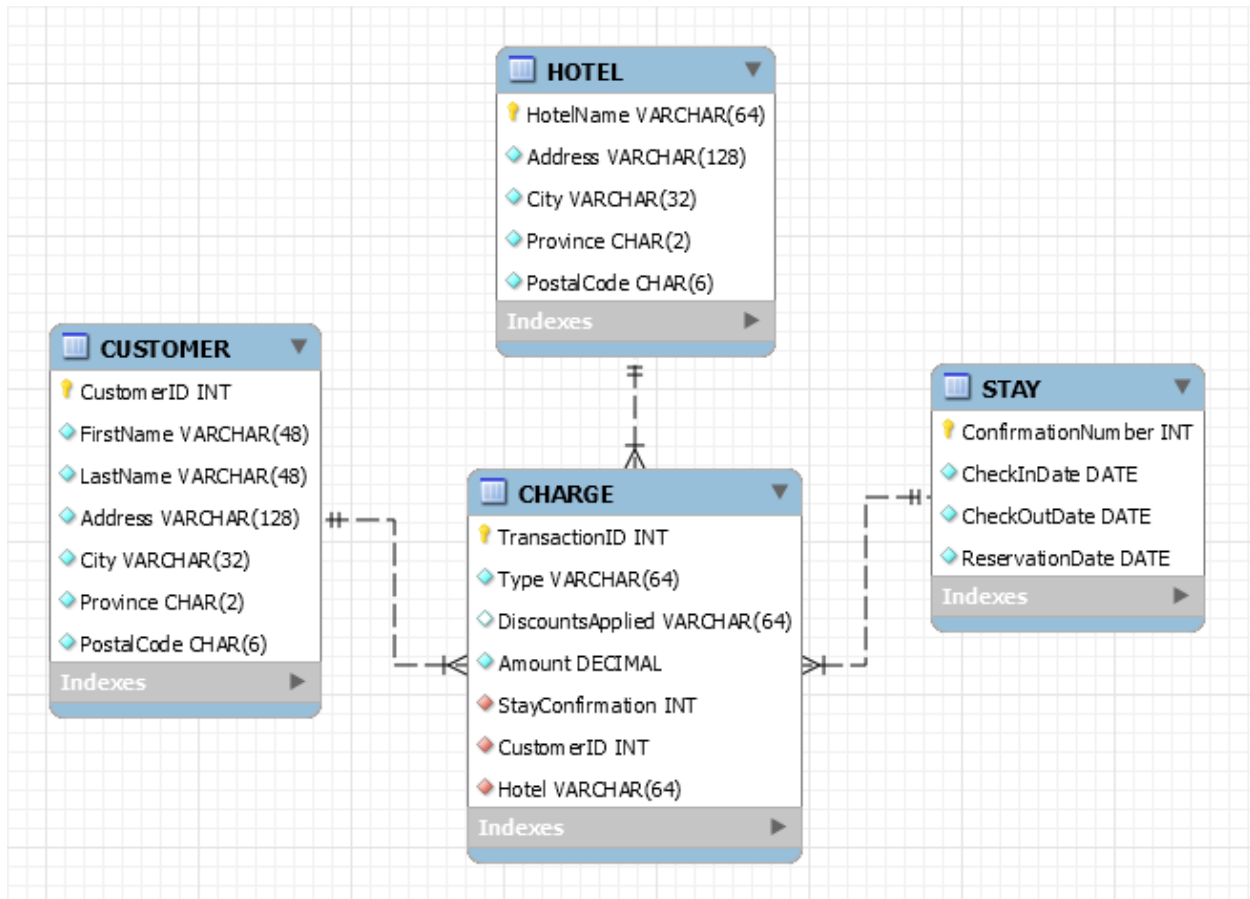 HOTEL
HotelName VARCHAR(64)
Address VARCHAR(128)
City VARCHAR(32)
Province CHAR(2)
PostalCode CHAR(6)
Indexes
CUSTOMER
CustomerID INT
FirstName VARCHAR(48)
LastName VARCHAR(48)
Address VARCHAR(128)
City VARCHAR(32)
Province CHAR(2)
PostalCode CHAR(6)
Indexes
CHARGE
TransactionID INT
Type VARCHAR(64)
DiscountsApplied VARCHAR(64)
Amount DECIMAL
StayConfirmation INT
CustomerID INT
Hotel VARCHAR(64)
Indexes
STAY
ConfirmationNumber INT
CheckInDate DATE
CheckOutDate DATE
ReservationDate DATE
Indexes